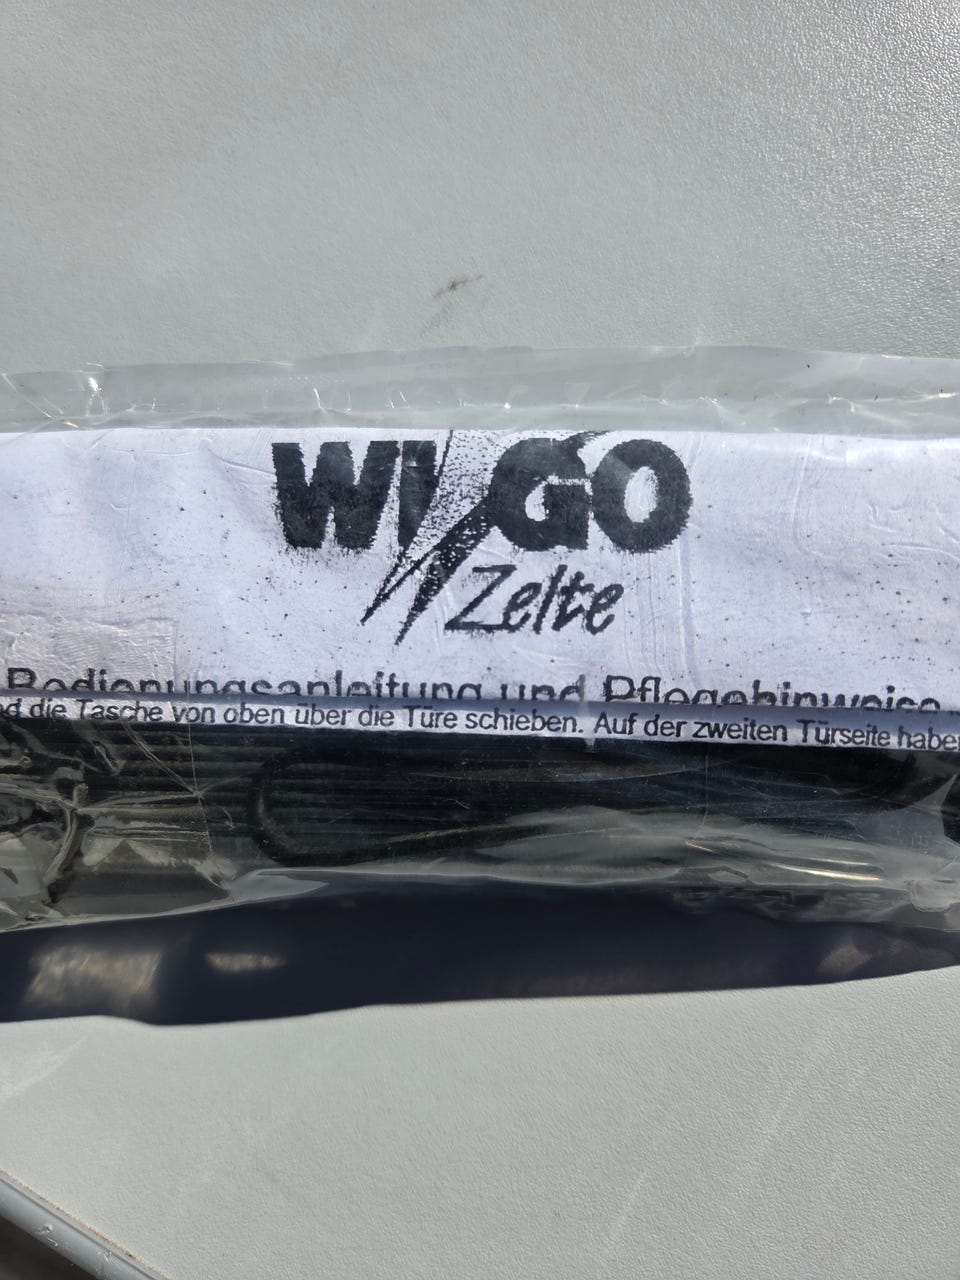 WIGO
Zelte
Bedienungsanleitung und Pflegehinweise
d die Tasche von oben über die Türe schieben. Auf der zweiten Türseite haben